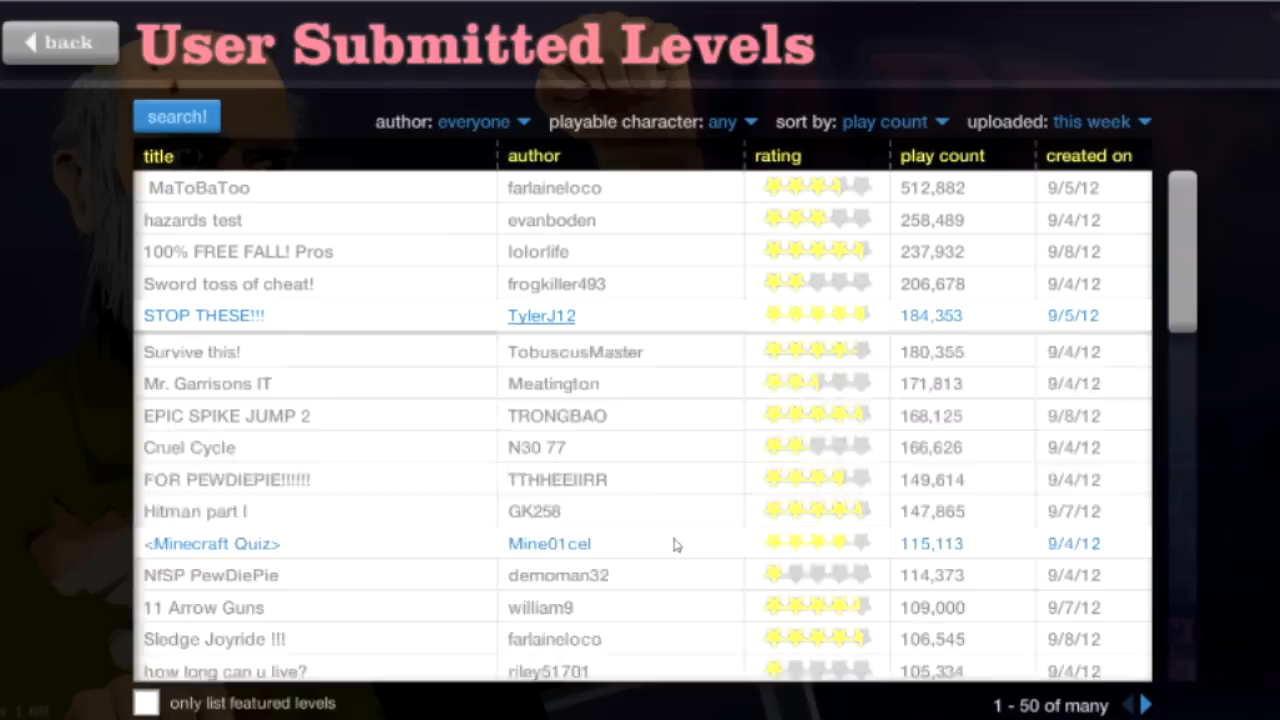 back
User Submitted Levels
search!
author: everyone playable character: any sort by: play count uploaded: this week
title author rating play count created on
MaToBaToo farlaineloco 512,882 9/5/12
hazards test evanboden 258,489 9/4/12
100% FREE FALL! Pros lolorlife 237,932 9/8/12
Sword toss of cheat! frogkiller493 206,678 9/4/12
STOP THESE!!! TylerJ12 184,353 9/5/12
Survive this! TobuscusMaster 180,355 9/4/12
Mr. Garrisons IT Meatington 171,813 9/4/12
EPIC SPIKE JUMP 2 TRONGBAO 168,125 9/8/12
Cruel Cycle N30 77 166,626 9/4/12
FOR PEWDIEPIE!!!!!! TTHHEEIIRR 149,614 9/4/12
Hitman part I GK258 147,865 9/7/12
<Minecraft Quiz> Mine01cel 115,113 9/4/12
NfSP PewDiePie demoman32 114,373 9/4/12
11 Arrow Guns william9 109,000 9/7/12
Sledge Joyride !!! farlaineloco 106,545 9/8/12
how long can u live? riley51701 105,334 9/4/12
only list featured levels 1 - 50 of many